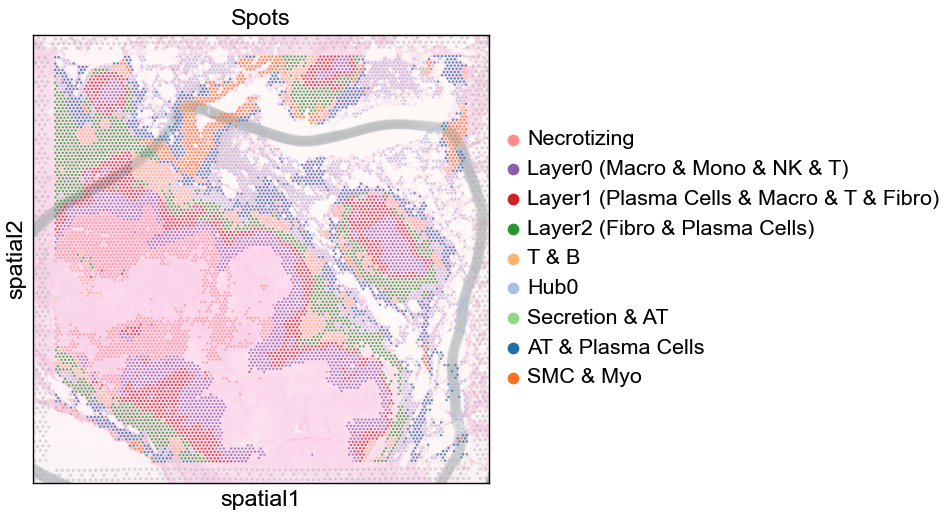 Spots
Necrotizing
Layer0 (Macro & Mono & NK & T)
Layer1 (Plasma Cells & Macro & T & Fibro)
Layer2 (Fibro & Plasma Cells)
T & B
Hub0
Secretion & AT
AT & Plasma Cells
SMC & Myo
spatial2
spatial1